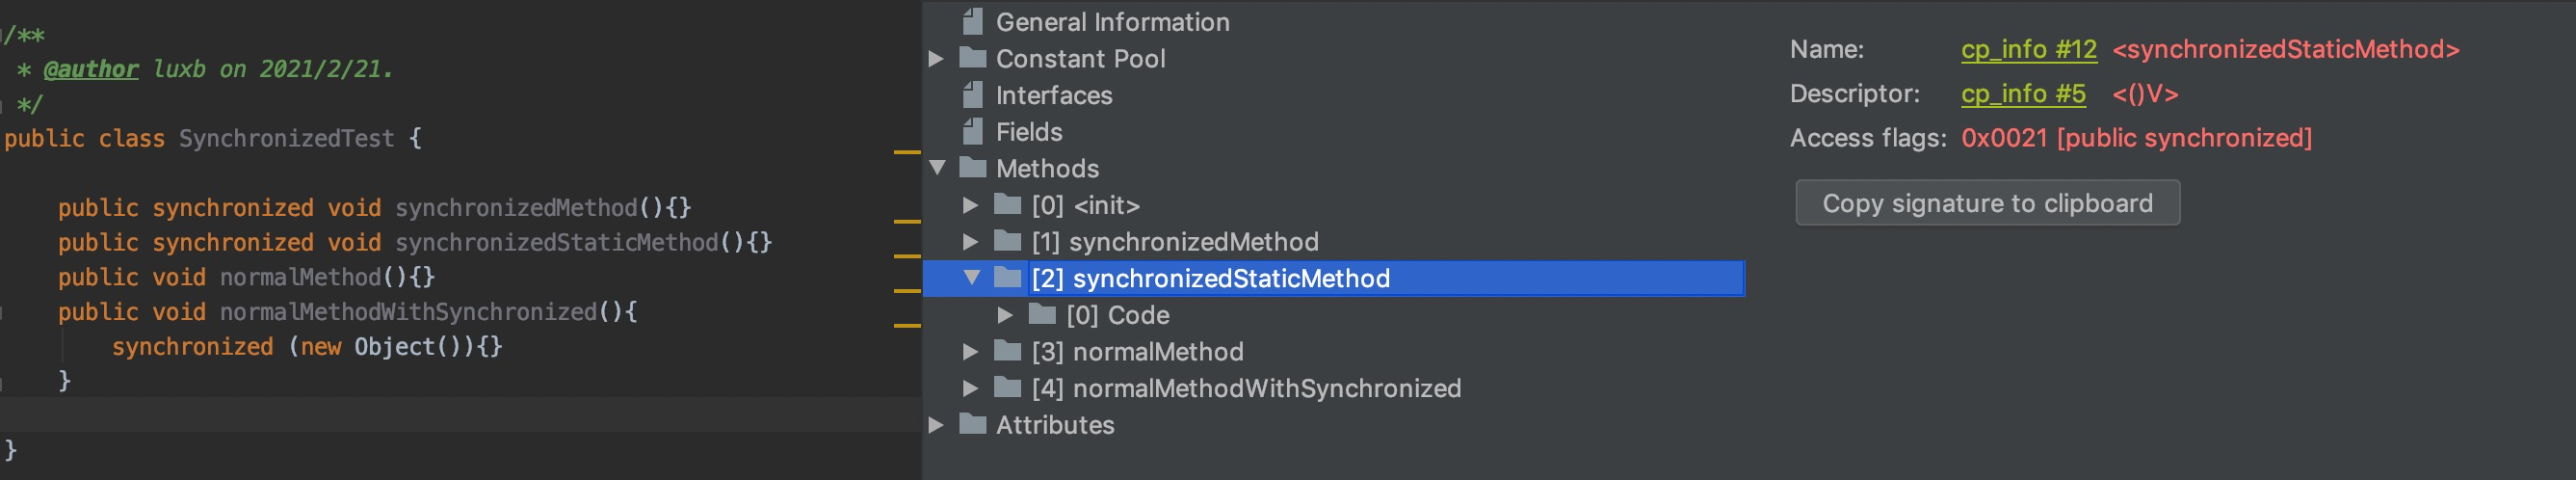 /**
 * @author luxb on 2021/2/21.
 */
public class SynchronizedTest {
    public synchronized void synchronizedMethod(){}
    public synchronized void synchronizedStaticMethod(){}
    public void normalMethod(){}
    public void normalMethodWithSynchronized(){
        synchronized (new Object()){}
    }
}
General Information
Constant Pool
Interfaces
Fields
Methods
[0] <init>
[1] synchronizedMethod
[2] synchronizedStaticMethod
[0] Code
[3] normalMethod
[4] normalMethodWithSynchronized
Attributes
Name: cp_info #12 <synchronizedStaticMethod>
Descriptor: cp_info #5 <()V>
Access flags: 0x0021 [public synchronized]
Copy signature to clipboard